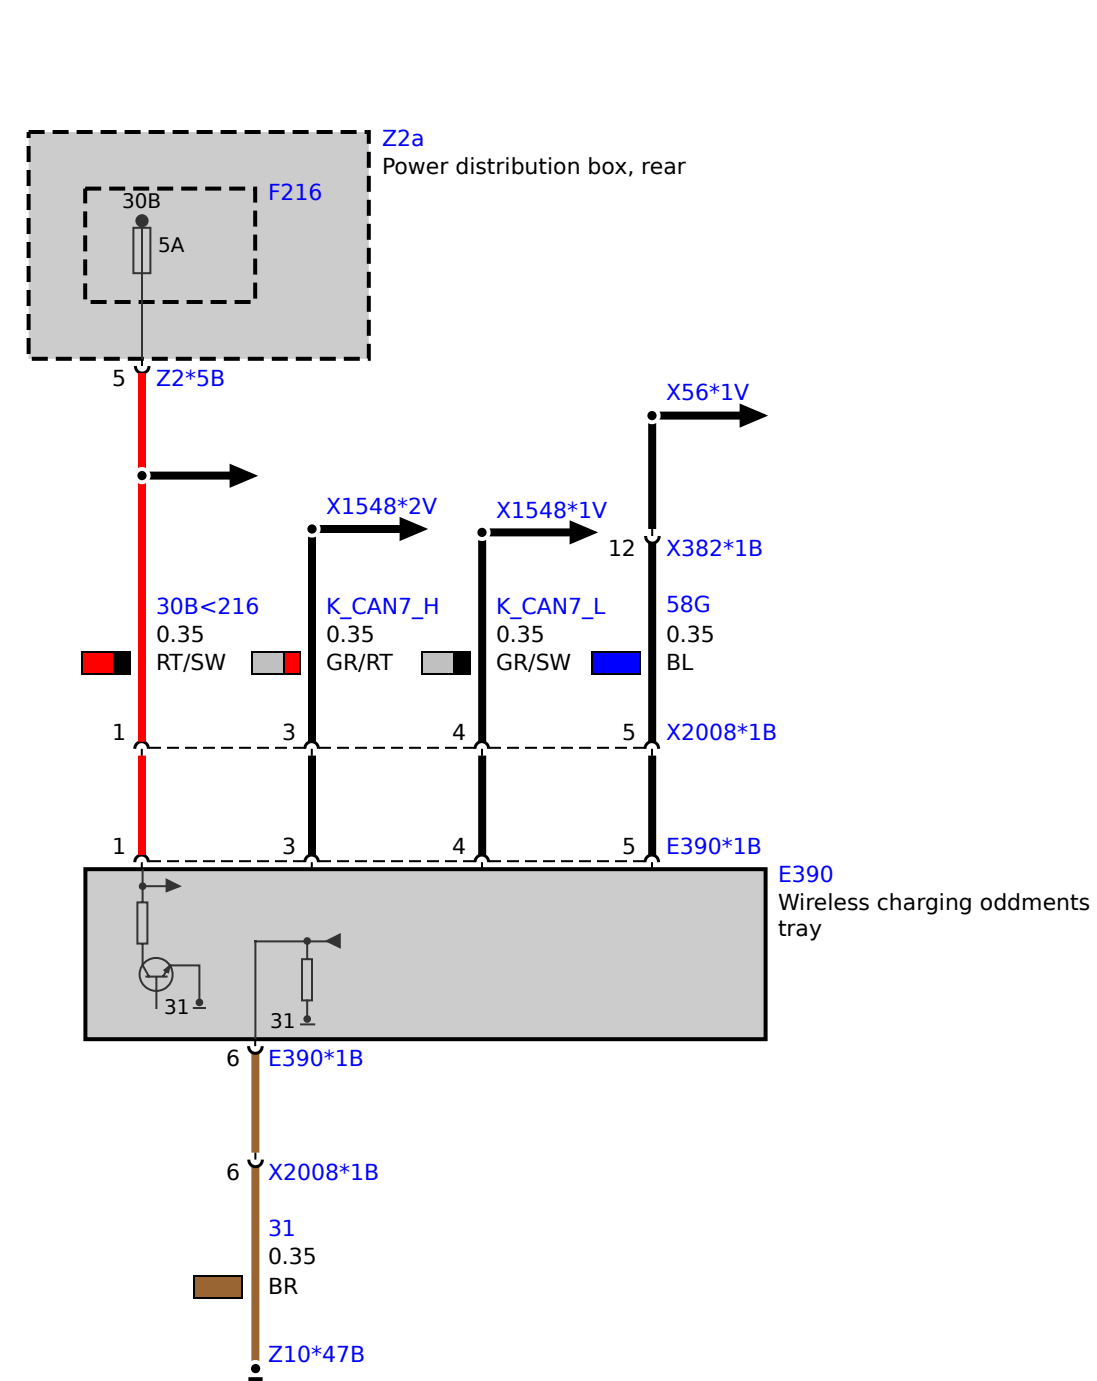 Z2a
Power distribution box, rear
F216
30B
5A
5
Z2*5B
X56*1V
X1548*2V
X1548*1V
12
X382*1B
30B<216
0.35
RT/SW
K_CAN7_H
0.35
GR/RT
K_CAN7_L
0.35
GR/SW
58G
0.35
BL
1
3
4
5
X2008*1B
1
3
4
5
E390*1B
E390
Wireless charging oddments
tray
31
31
6
E390*1B
6
X2008*1B
31
0.35
BR
Z10*47B